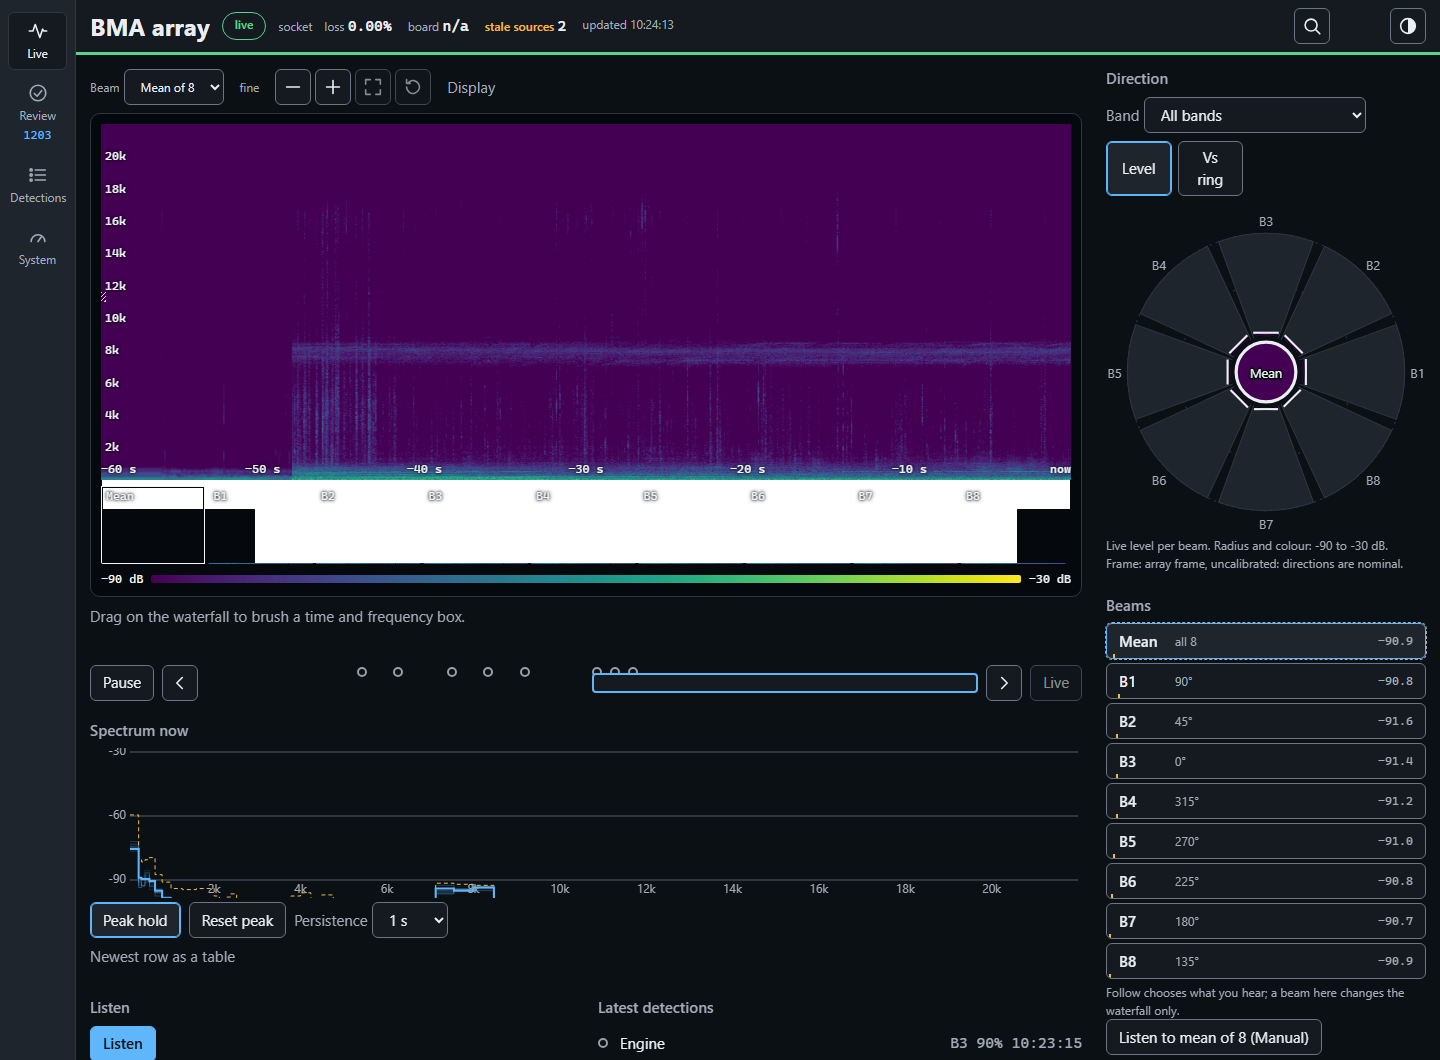 BMA array live socket loss 0.00% board n/a stale sources 2 updated 10:24:13
Live
Review
1203
Detections
System
Beam Mean of 8 fine Display
20k
18k
16k
14k
12k
10k
8k
6k
4k
2k
−60 s −50 s −40 s −30 s −20 s −10 s now
Mean B1 B2 B3 B4 B5 B6 B7 B8
−90 dB −30 dB
Drag on the waterfall to brush a time and frequency box.
Pause Live
Spectrum now
-30
-60
-90
2k 4k 6k 8k 10k 12k 14k 16k 18k 20k
Peak hold Reset peak Persistence 1 s
Newest row as a table
Listen
Listen
Latest detections
Engine B3 90% 10:23:15
Direction
Band All bands
Level Vs ring
B3
B4 B2
B5 Mean B1
B6 B8
B7
Live level per beam. Radius and colour: -90 to -30 dB.
Frame: array frame, uncalibrated: directions are nominal.
Beams
Mean all 8 −90.9
B1 90° −90.8
B2 45° −91.6
B3 0° −91.4
B4 315° −91.2
B5 270° −91.0
B6 225° −90.8
B7 180° −90.7
B8 135° −90.9
Follow chooses what you hear; a beam here changes the
waterfall only.
Listen to mean of 8 (Manual)